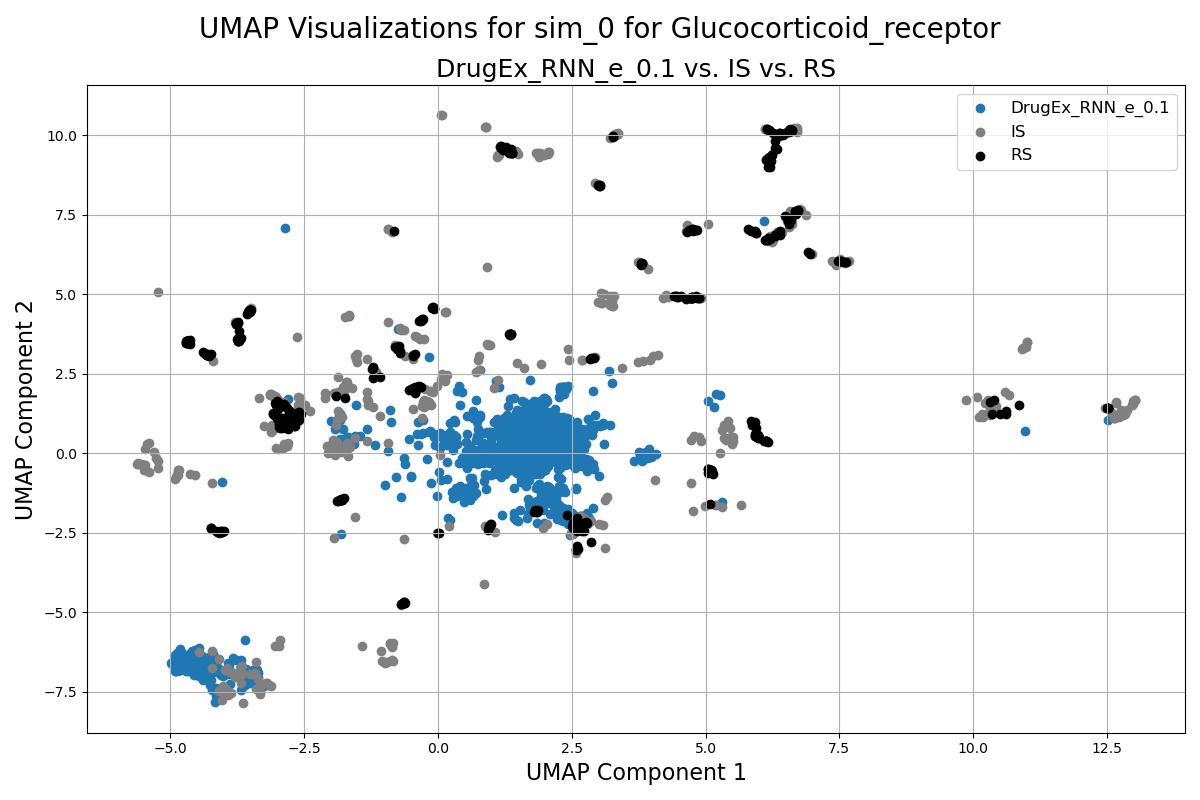 UMAP Visualizations for sim_0 for Glucocorticoid_receptor
DrugEx_RNN_e_0.1 vs. IS vs. RS
DrugEx_RNN_e_0.1
IS
RS
UMAP Component 2
10.0
7.5
5.0
2.5
0.0
−2.5
−5.0
−7.5
−5.0 −2.5 0.0 2.5 5.0 7.5 10.0 12.5
UMAP Component 1